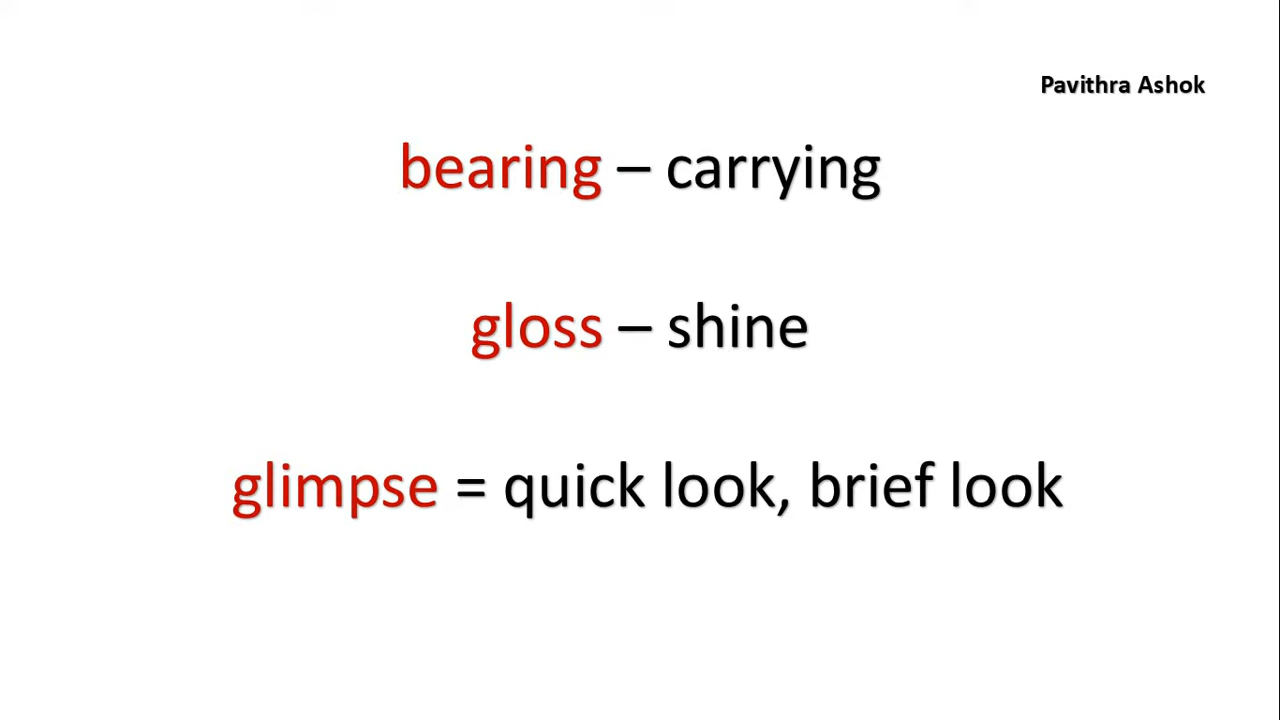 Pavithra Ashok
bearing – carrying
gloss – shine
glimpse = quick look, brief look